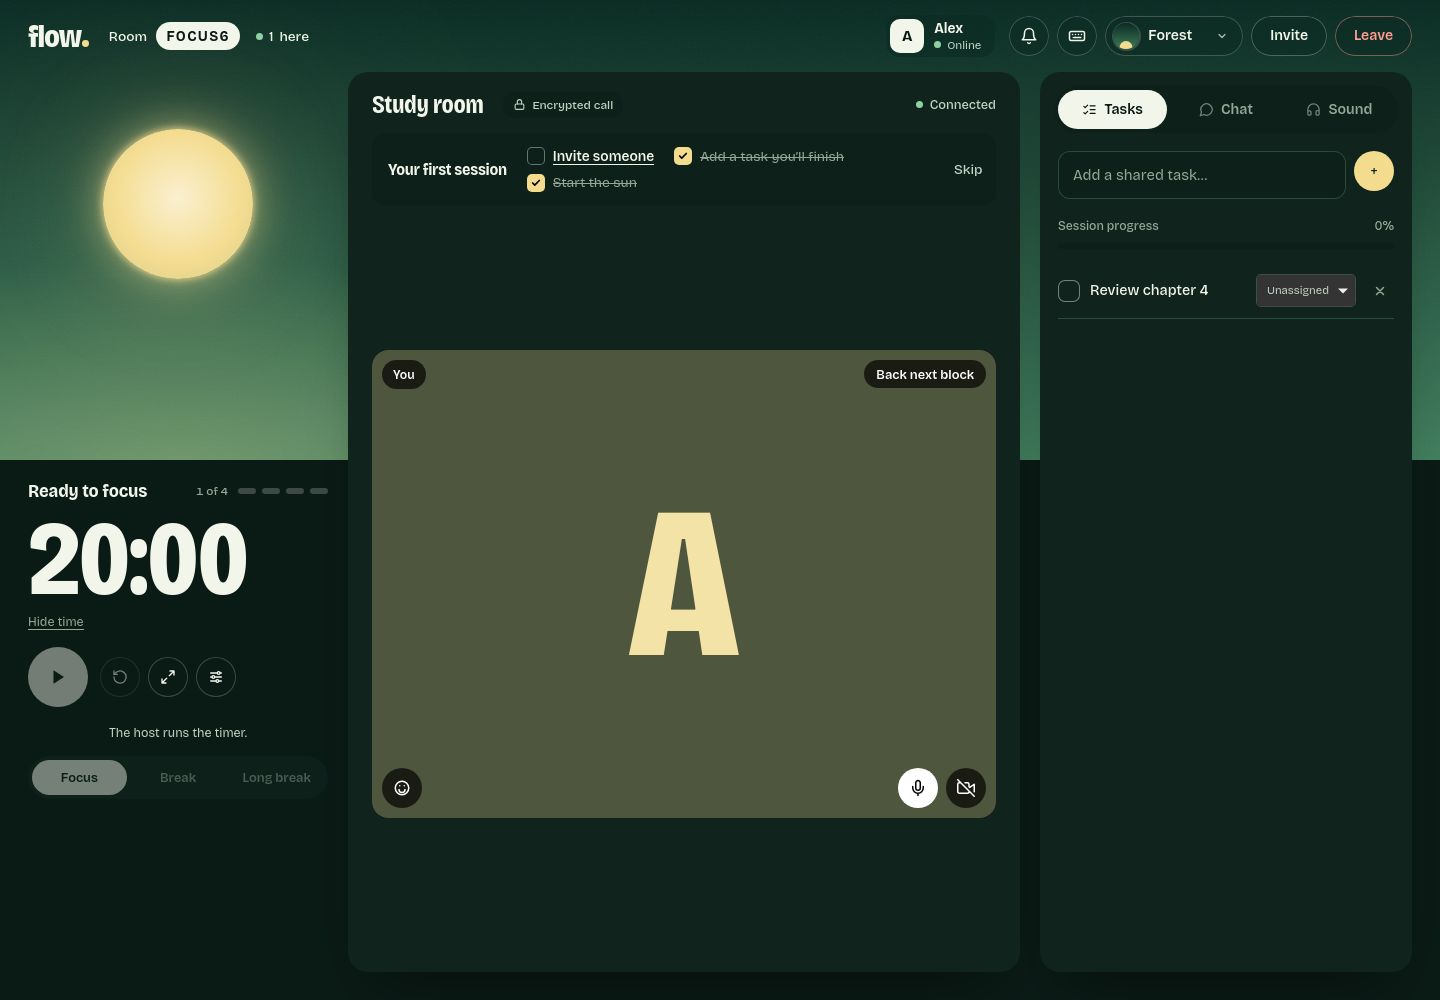 flow.
Room FOCUS6 1 here
A Alex
Online
Forest
Invite
Leave
Study room
Encrypted call
Connected
Your first session
Invite someone
Add a task you'll finish
Start the sun
Skip
You
Back next block
A
Ready to focus
1 of 4
20:00
Hide time
The host runs the timer.
Focus Break Long break
Tasks Chat Sound
Add a shared task...
+
Session progress 0%
Review chapter 4 Unassigned